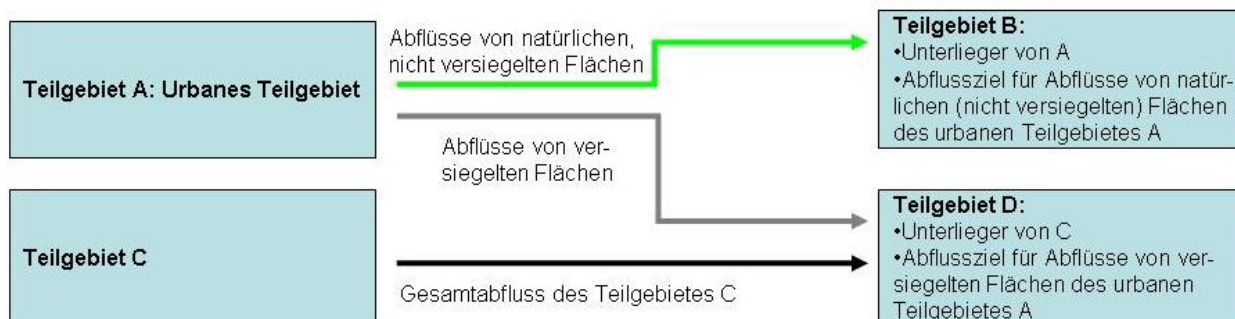 Teilgebiet A: Urbanes Teilgebiet
Abflüsse von natürlichen,
nicht versiegelten Flächen
Teilgebiet B:
•Unterlieger von A
•Abflussziel für Abflüsse von natür-
lichen (nicht versiegelten) Flächen
des urbanen Teilgebietes A
Abflüsse von ver-
siegelten Flächen
Teilgebiet C
Gesamtabfluss des Teilgebietes C
Teilgebiet D:
•Unterlieger von C
•Abflussziel für Abflüsse von ver-
siegelten Flächen des urbanen
Teilgebietes A